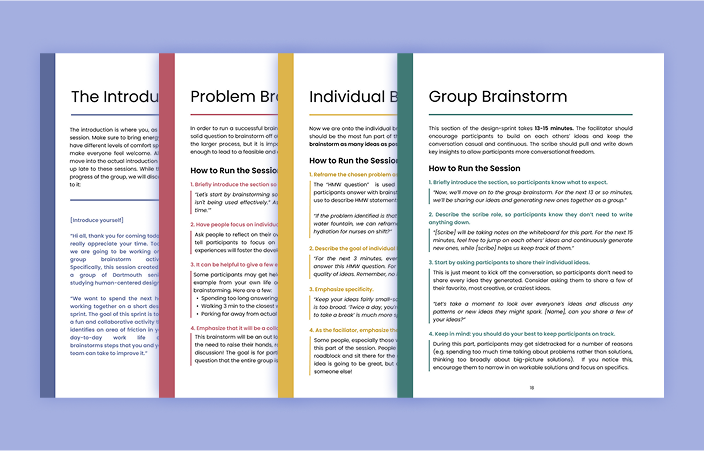 The Introdu
The introduction is where you, as
session. Make sure to bring energy
have different levels of comfort sp
make everyone feel welcome. A
move into the actual introduction
up late to these sessions. While th
progress of the group, we will disc
to it:
[Introduce yourself]
"Hi all, thank you for coming today
really appreciate your time. Tod
we are going to be working on
group brainstorm activ
Specifically, this session created
a group of Dartmouth seni
studying human-centered design
"We want to spend the next h
working together on a design
sprint. The goal of this sprint is to
a fun and collaborative activity t
identifies an area of friction in y
day-to-day work life
brainstorms steps that you and yo
team can take to improve it."
Problem Bra
In order to run a successful brain
solid question to brainstorm off o
the larger process, but it is impo
enough to lead to a feasible and
How to Run the Session
1. Briefly introduce the section so
"Let's start by brainstorming so
isn't being used effectively." As
time."
2. Have people focus on individua
Ask people to reflect on their ow
tell participants to focus on
experiences will foster the deve
3. It can be helpful to give a few e
Some participants may get help
example from your own life or
brainstorming. Here are a few:
• Spending too long answering
• Walking 3 min to the closest w
• Parking far away from actual
4. Emphasize that it will be a colla
This brainstorm will be an out lo
the need to raise their hands, r
discussion! The goal is for parti
question that the entire group is
Individual B
Now we are onto the individual br
should be the most fun part of th
brainstorm as many ideas as pos
How to Run the Session
1. Reframe the chosen problem a
The "HMW question" is used
participants answer with brainst
use to describe HMW statements
"if the problem identified is that
water fountain, we can reframe
hydration for nurses on shift?"
2. Describe the goal of individual
"For the next 3 minutes, every
answer this HMW question. For
quality of ideas. Remember, no i
3. Emphasize specificity.
"Keep your ideas fairly small-sc
is too broad. 'Twice a day, you'r
to take a break' is much more s
4. As the faciliator, emphasize tha
Some people, especially those w
this part of the session. People
roadblock and sit there for the
idea is going to be great, but o
someone else!
Group Brainstorm
This section of the design-sprint takes 13-15 minutes. The facilitator should
encourage participants to build on each others' ideas and keep the
conversation casual and continuous. The scribe should pull and write down
key insights to allow participants more conversational freedom.
How to Run the Session
1. Briefly introduce the section, so participants know what to expect.
"Now, we'll move on to the group brainstorm. For the next 13 or so minutes,
we'll be sharing our ideas and generating new ones together as a group."
2. Describe the scribe role, so participants know they don't need to write
anything down.
"[Scribe] will be taking notes on the whiteboard for this part. For the next 15
minutes, feel free to jump on each others' ideas and continuously generate
new ones, while [scribe] helps us keep track of them."
3. Start by asking participants to share their individual ideas.
This is just meant to kick off the conversation, so participants don't need to
share every idea they generated. Consider asking them to share a few of
their favorite, most creative, or craziest ideas.
"Let's take a moment to look over everyone's ideas and discuss any
patterns or new ideas they might spark. [Name], can you share a few of
your ideas?"
4. Keep in mind: you should do your best to keep participants on track.
During this part, participants may get sidetracked for a number of reasons
(e.g. spending too much time talking about problems rather than solutions,
thinking too broadly about big-picture solutions). If you notice this,
encourage them to narrow in on workable solutions and focus on specifics.